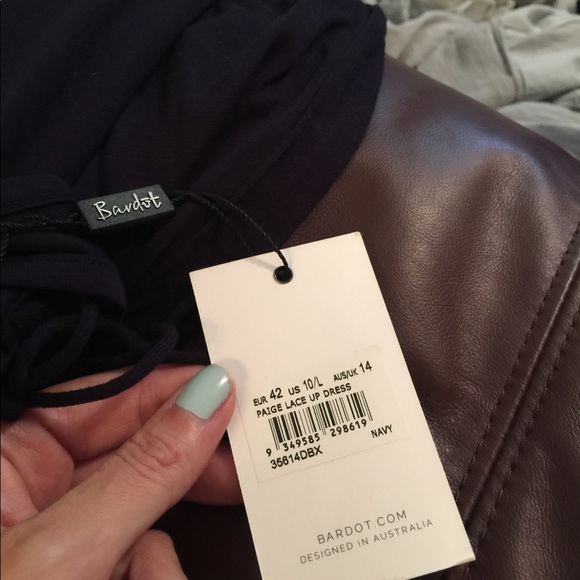 Bardot
EUR 42 US 10/L AUS/UK 14
PAIGE LACE UP DRESS
9 349585 298619
35614DBX NAVY
BARDOT.COM
DESIGNED IN AUSTRALIA